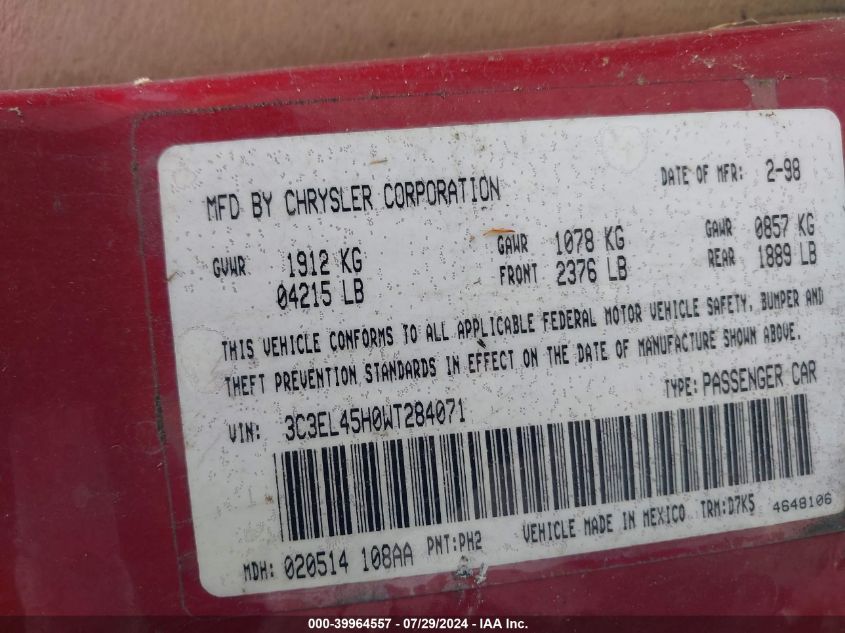 MFD BY CHRYSLER CORPORATION DATE OF MFR: 2-98
GVWR 1912 KG GAWR 1078 KG GAWR 0857 KG
04215 LB FRONT 2376 LB REAR 1889 LB
THIS VEHICLE CONFORMS TO ALL APPLICABLE FEDERAL MOTOR VEHICLE SAFETY, BUMPER AND
THEFT PREVENTION STANDARDS IN EFFECT ON THE DATE OF MANUFACTURE SHOWN ABOVE.
VIN: 3C3EL45H0WT284071 TYPE: PASSENGER CAR
MDH: 020514 108AA PNT:PH2 VEHICLE MADE IN MEXICO TRM:D7K5 4648106
000-39964557 - 07/29/2024 - IAA Inc.